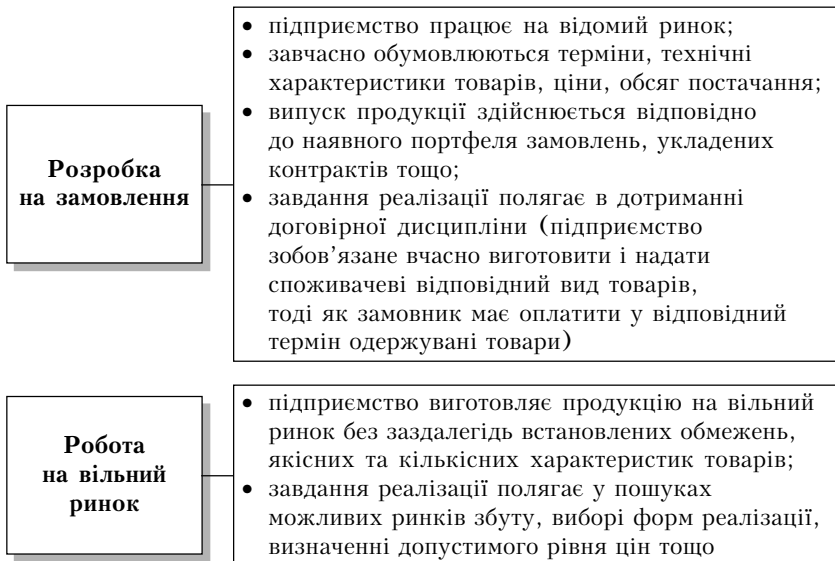 Розробка
на замовлення
• підприємство працює на відомий ринок;
• завчасно обумовлюються терміни, технічні
характеристики товарів, ціни, обсяг постачання;
• випуск продукції здійснюється відповідно
до наявного портфеля замовлень, укладених
контрактів тощо;
• завдання реалізації полягає в дотриманні
договірної дисципліни (підприємство
зобов’язане вчасно виготовити і надати
споживачеві відповідний вид товарів,
тоді як замовник має оплатити у відповідний
термін одержувані товари)
Робота
на вільний
ринок
• підприємство виготовляє продукцію на вільний
ринок без заздалегідь встановлених обмежень,
якісних та кількісних характеристик товарів;
• завдання реалізації полягає у пошуках
можливих ринків збуту, виборі форм реалізації,
визначенні допустимого рівня цін тощо